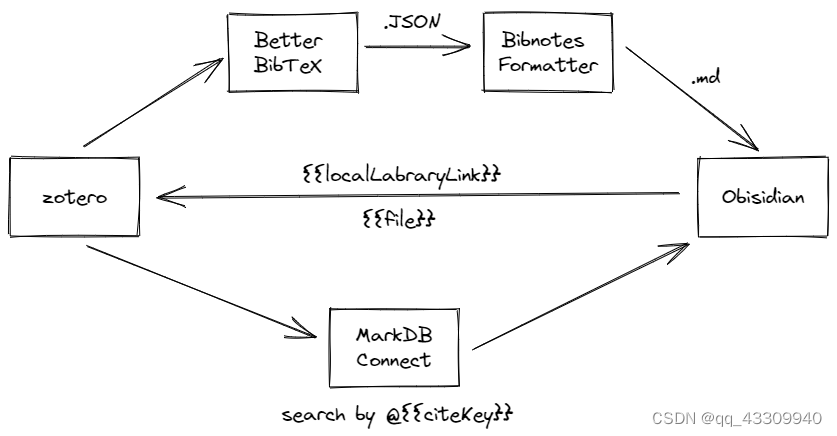 Better
BibTeX
.JSON
Bibnotes
Formatter
.md
zotero
{{localLabraryLink}}
{{file}}
Obisidian
MarkDB
Connect
search by @{{citeKey}}
CSDN @qq_43309940